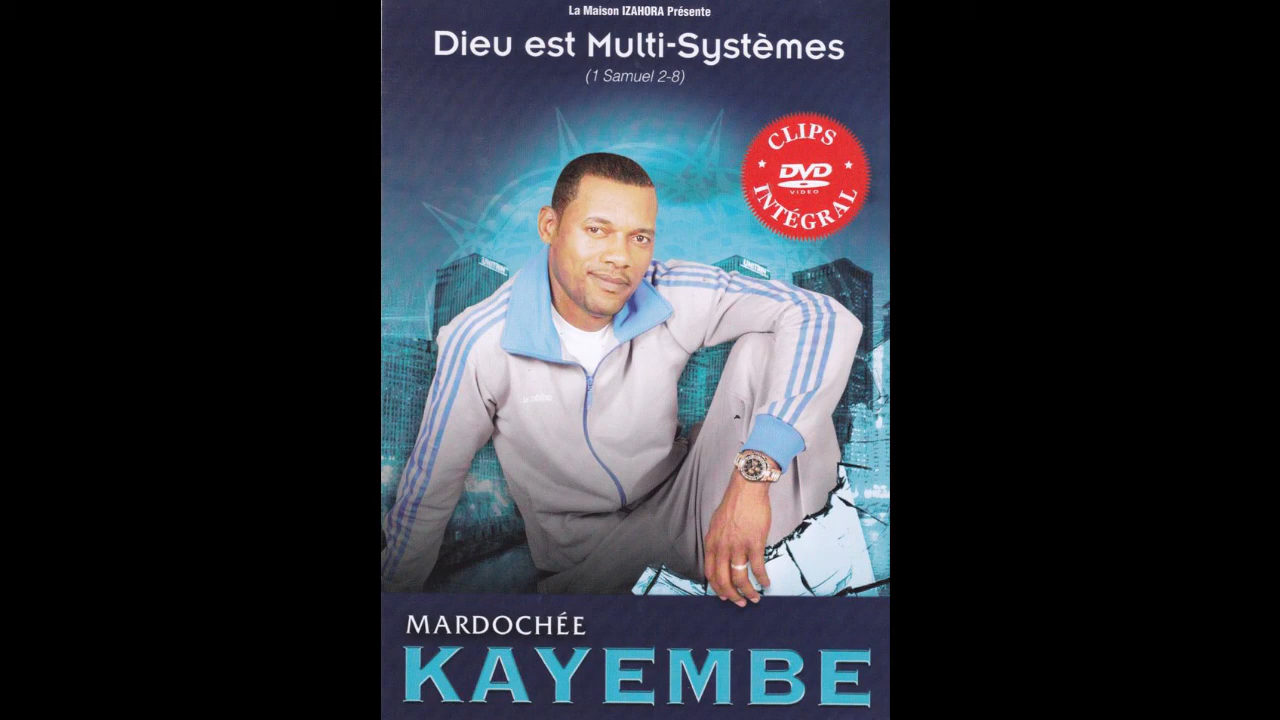 La Maison IZAHORA Présente
Dieu est Multi-Systèmes
(1 Samuel 2-8)
CLIPS
DVD
VIDEO
INTÉGRAL
MARDOCHÉE
KAYEMBE